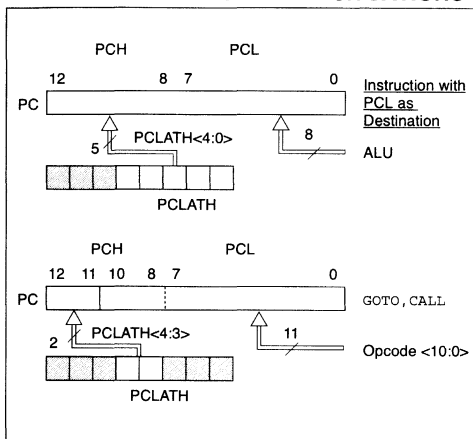 PCH PCL
12 8 7 0
Instruction with
PCL as
Destination
PC
5 PCLATH<4:0> 8
ALU
PCLATH
PCH PCL
12 11 10 8 7 0
PC GOTO, CALL
2 PCLATH<4:3> 11
Opcode <10:0>
PCLATH